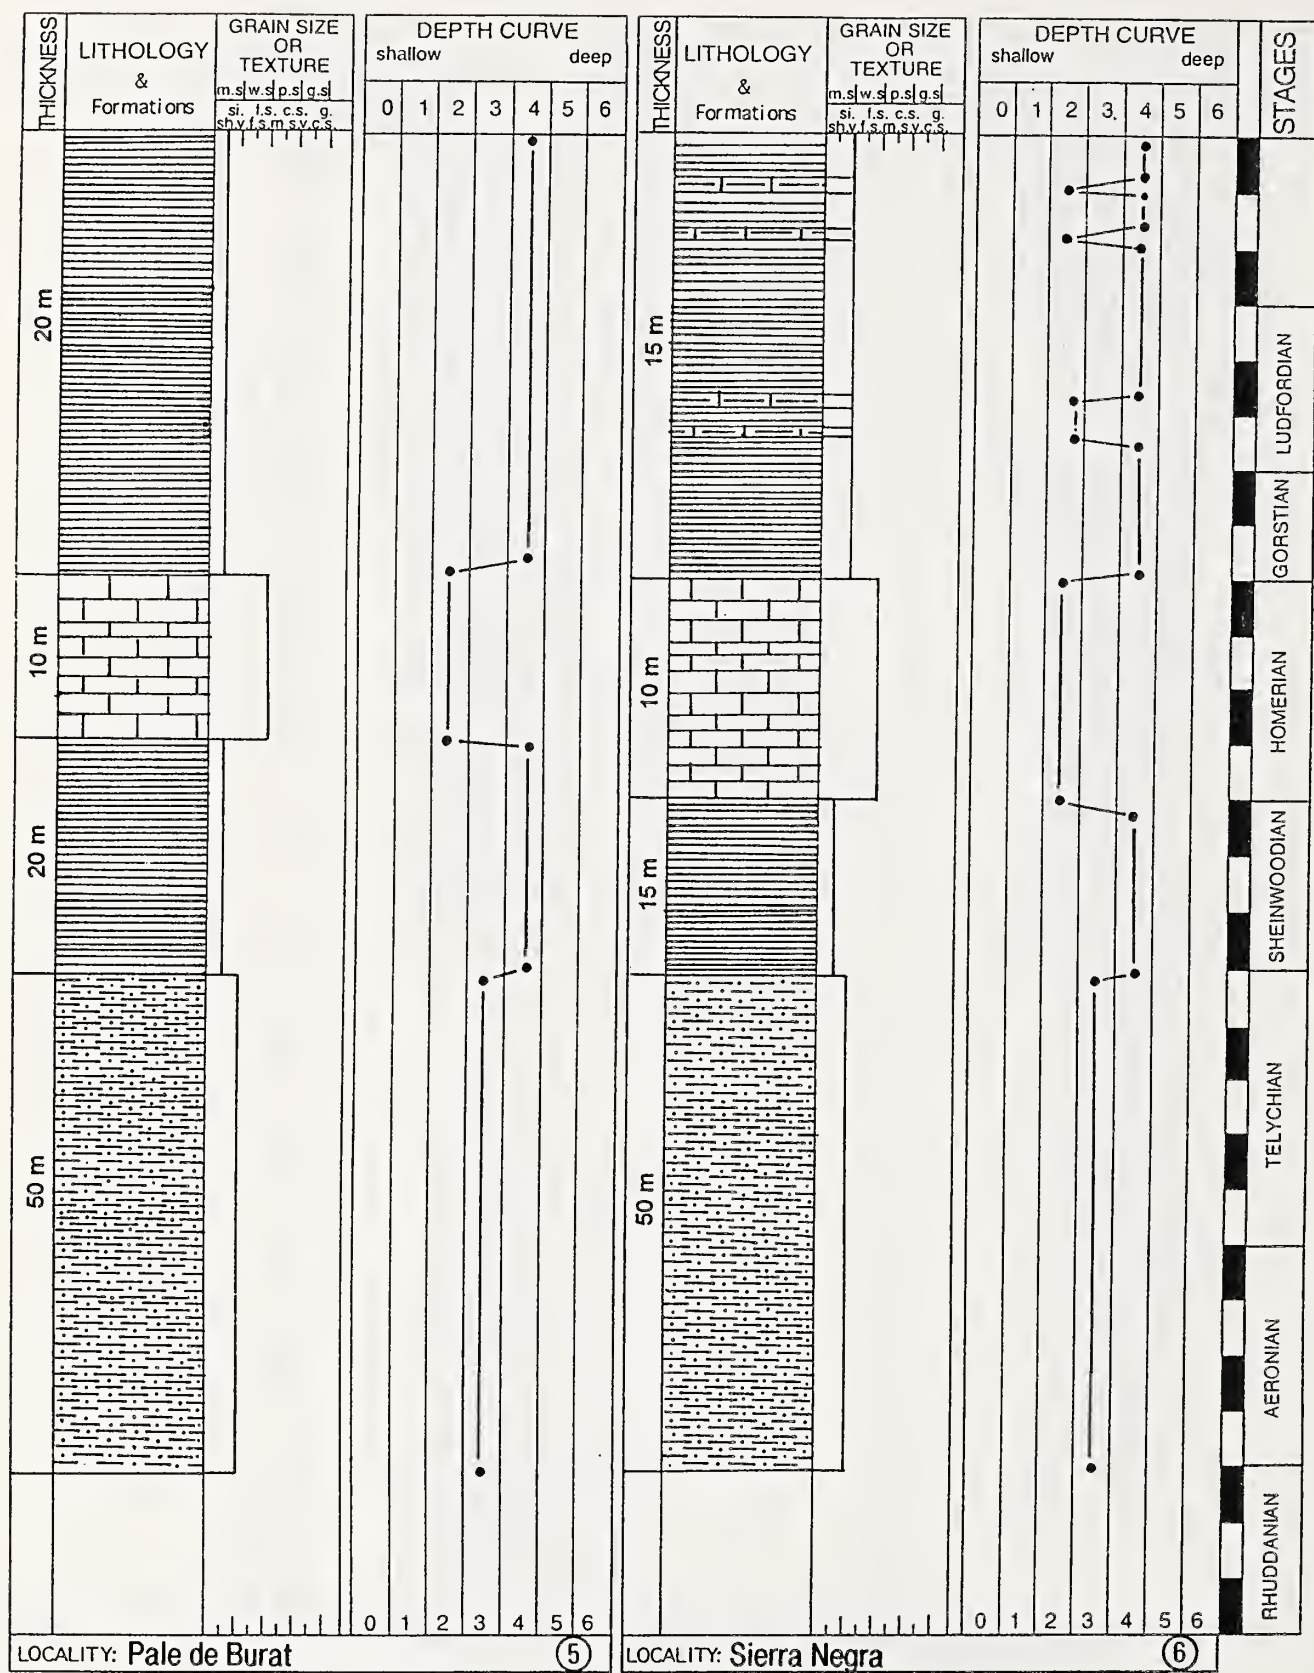 THICKNESS
LITHOLOGY
&
Formations
GRAIN SIZE
OR
TEXTURE
m.s w.s p.s g.s
si. f.s. c.s. g.
sh.v.f.s.m.s.v.c.s.
DEPTH CURVE
shallow deep
0 1 2 3 4 5 6
20 m
10 m
20 m
50 m
0 1 2 3 4 5 6
LOCALITY: Pale de Burat 5
THICKNESS
LITHOLOGY
&
Formations
GRAIN SIZE
OR
TEXTURE
m.s w.s p.s g.s
si. f.s. c.s. g.
sh.v.f.s.m.s.v.c.s.
DEPTH CURVE
shallow deep
0 1 2 3. 4 5 6
15 m
10 m
15 m
50 m
0 1 2 3 4 5 6
LOCALITY: Sierra Negra 6
STAGES
LUDFORDIAN
GORSTIAN
HOMERIAN
SHEINWOODIAN
TELYCHIAN
AERONIAN
RHUDDANIAN